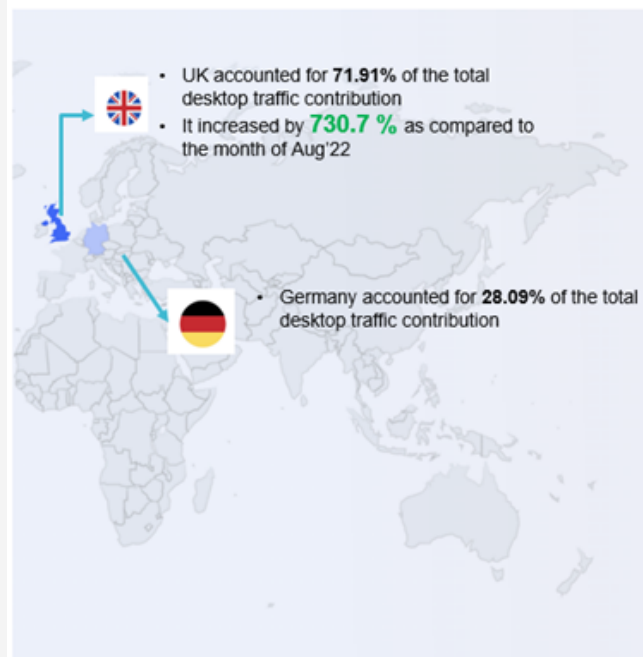 • UK accounted for 71.91% of the total
desktop traffic contribution
• It increased by 730.7 % as compared to
the month of Aug'22
• Germany accounted for 28.09% of the total
desktop traffic contribution